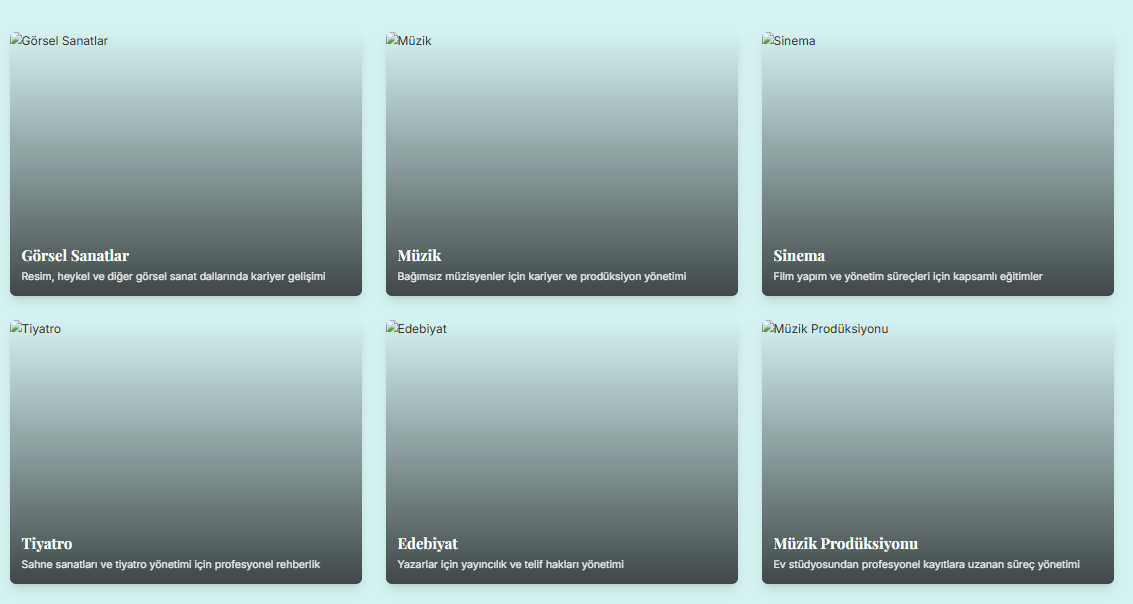 Görsel Sanatlar
Müzik
Sinema
Görsel Sanatlar
Resim, heykel ve diğer görsel sanat dallarında kariyer gelişimi
Müzik
Bağımsız müzisyenler için kariyer ve prodüksiyon yönetimi
Sinema
Film yapım ve yönetim süreçleri için kapsamlı eğitimler
Tiyatro
Edebiyat
Müzik Prodüksiyonu
Tiyatro
Sahne sanatları ve tiyatro yönetimi için profesyonel rehberlik
Edebiyat
Yazarlar için yayıncılık ve telif hakları yönetimi
Müzik Prodüksiyonu
Ev stüdyosundan profesyonel kayıtlara uzanan süreç yönetimi